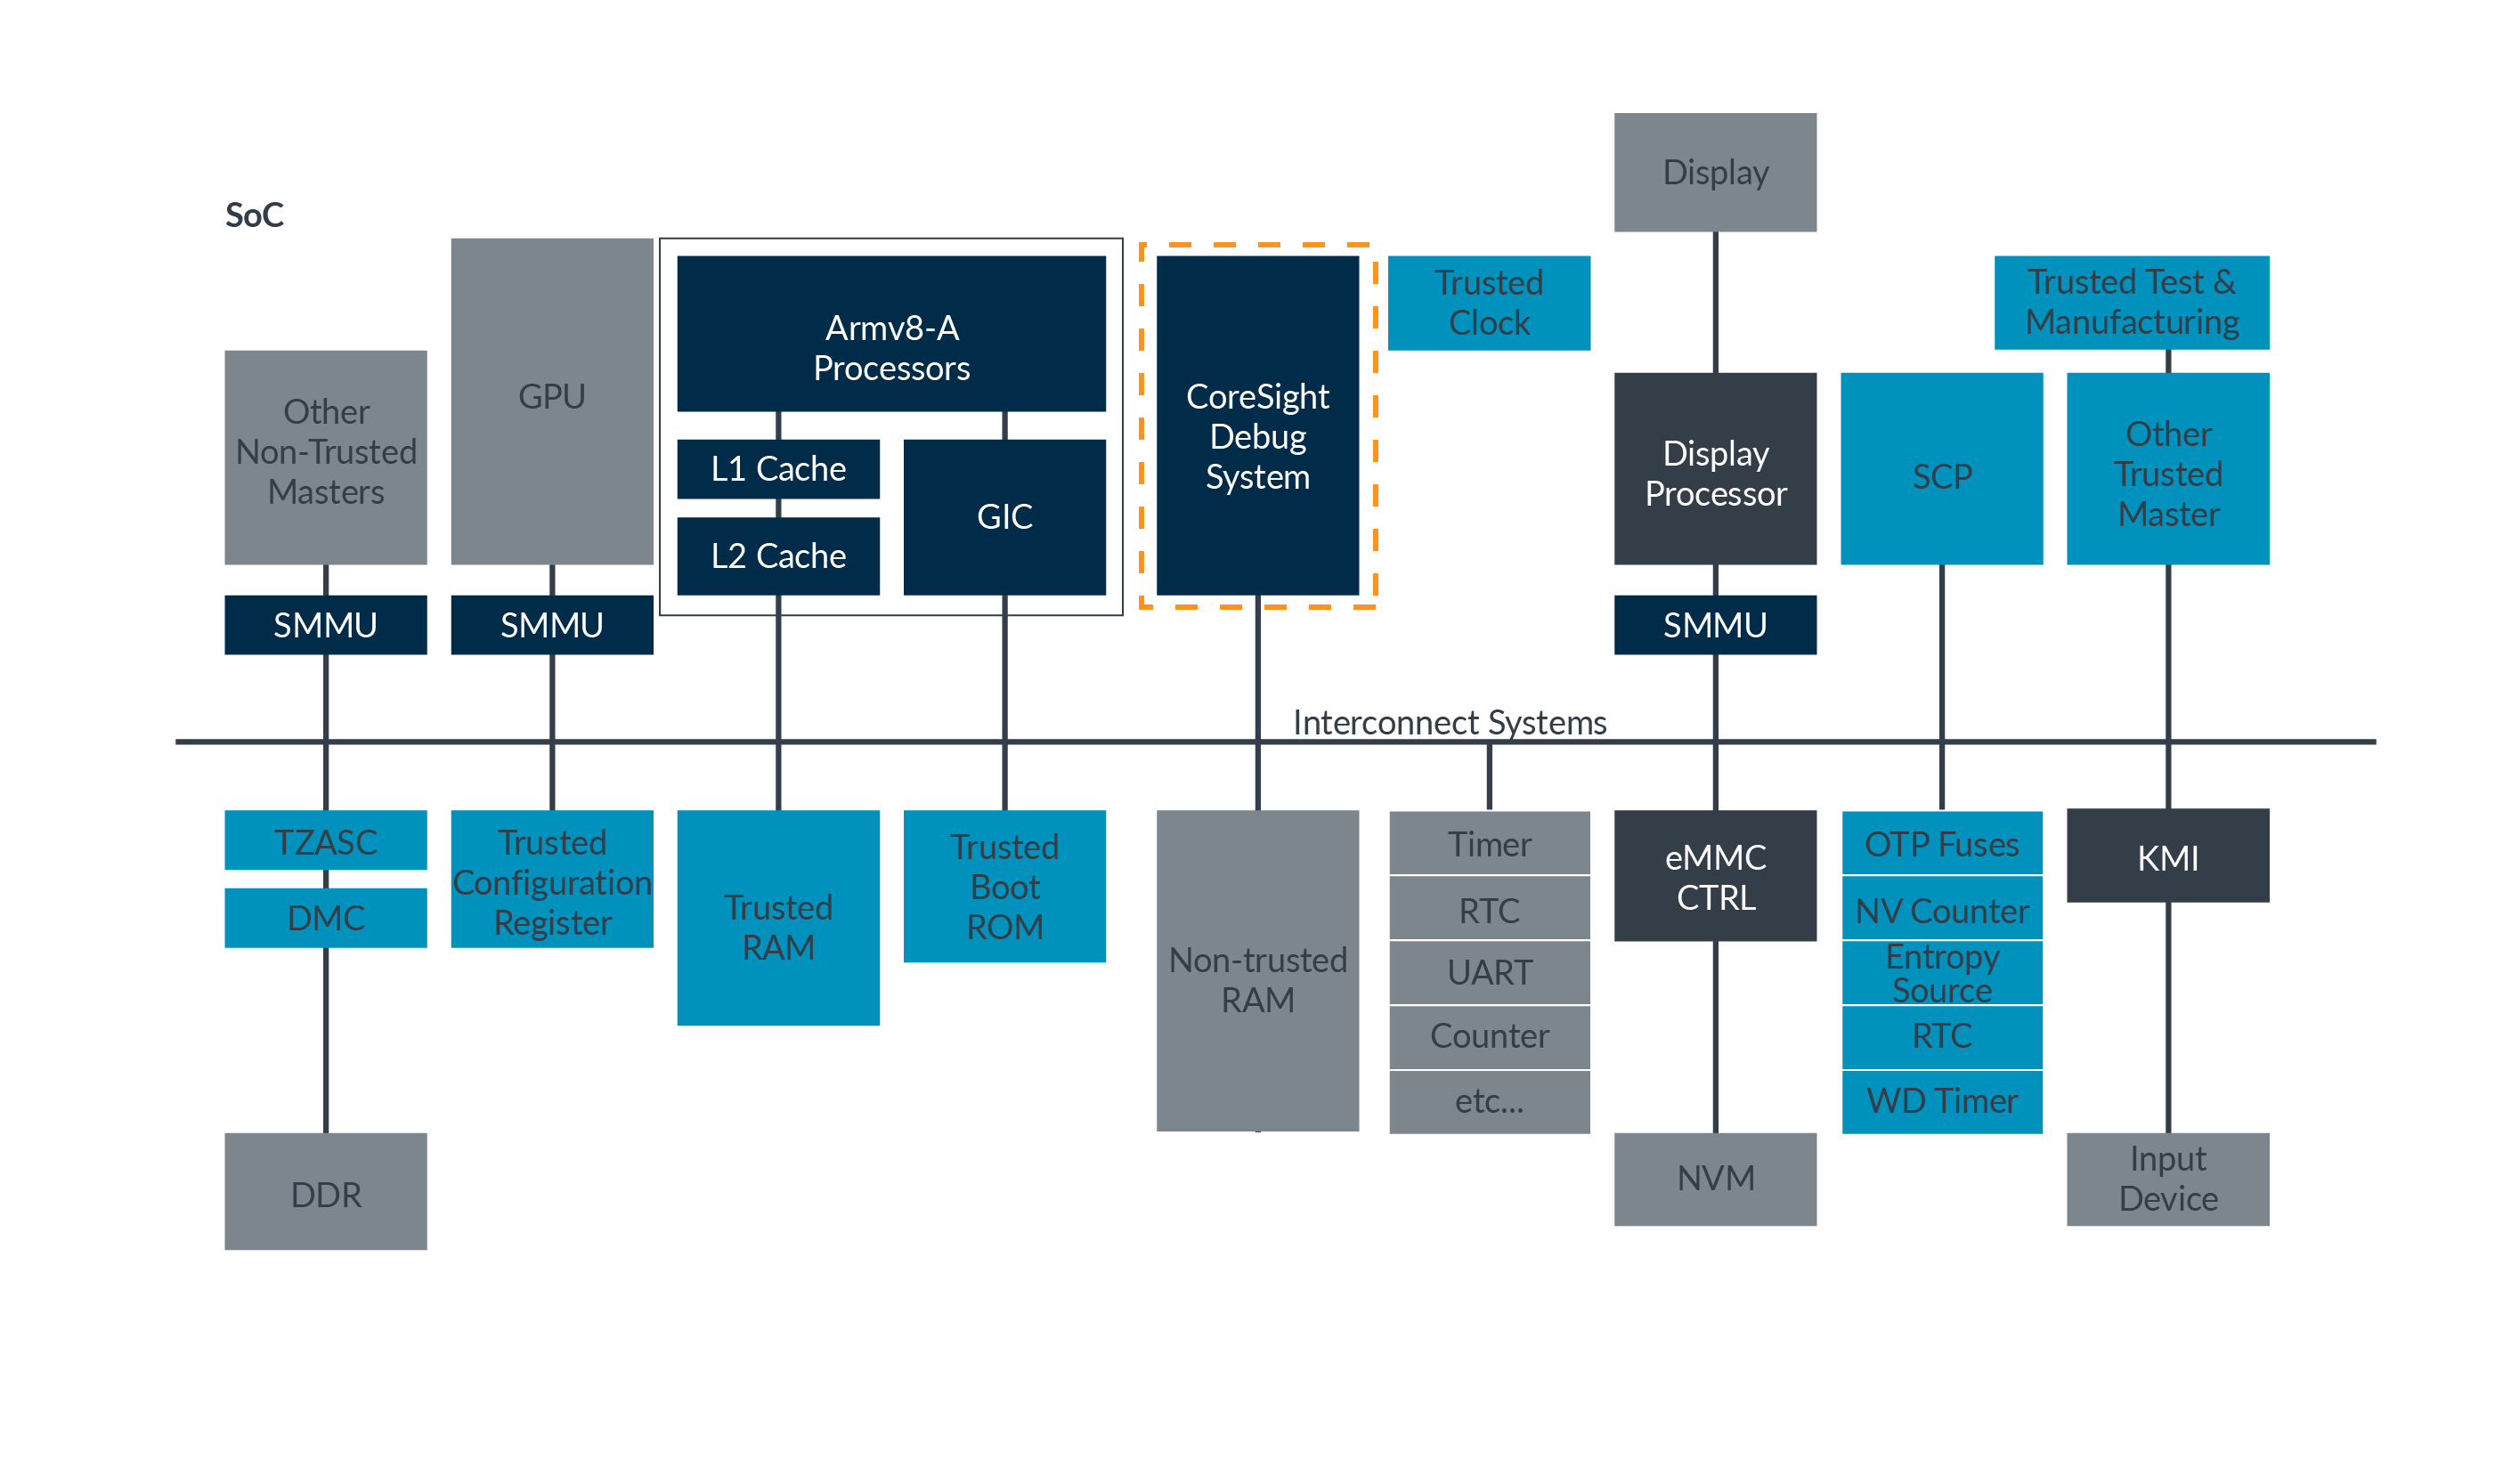 Display
SoC
Other
Non-Trusted
Masters
GPU
Armv8-A
Processors
L1 Cache
L2 Cache
GIC
CoreSight
Debug
System
Trusted
Clock
Display
Processor
SCP
Trusted Test &
Manufacturing
Other
Trusted
Master
SMMU
SMMU
SMMU
Interconnect Systems
TZASC
DMC
DDR
Trusted
Configuration
Register
Trusted
RAM
Trusted
Boot
ROM
Non-trusted
RAM
Timer
RTC
UART
Counter
etc...
eMMC
CTRL
NVM
OTP Fuses
NV Counter
Entropy
Source
RTC
WD Timer
KMI
Input
Device